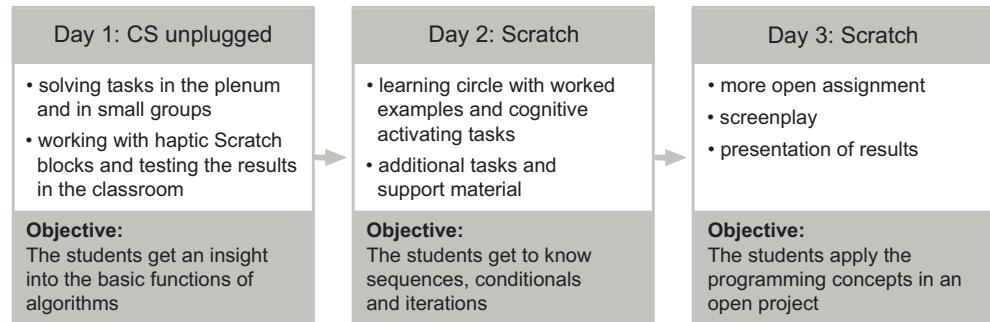 Day 1: CS unplugged
• solving tasks in the plenum
and in small groups
• working with haptic Scratch
blocks and testing the results
in the classroom
Objective:
The students get an insight
into the basic functions of
algorithms
Day 2: Scratch
• learning circle with worked
examples and cognitive
activating tasks
• additional tasks and
support material
Objective:
The students get to know
sequences, conditionals
and iterations
Day 3: Scratch
• more open assignment
• screenplay
• presentation of results
Objective:
The students apply the
programming concepts in an
open project